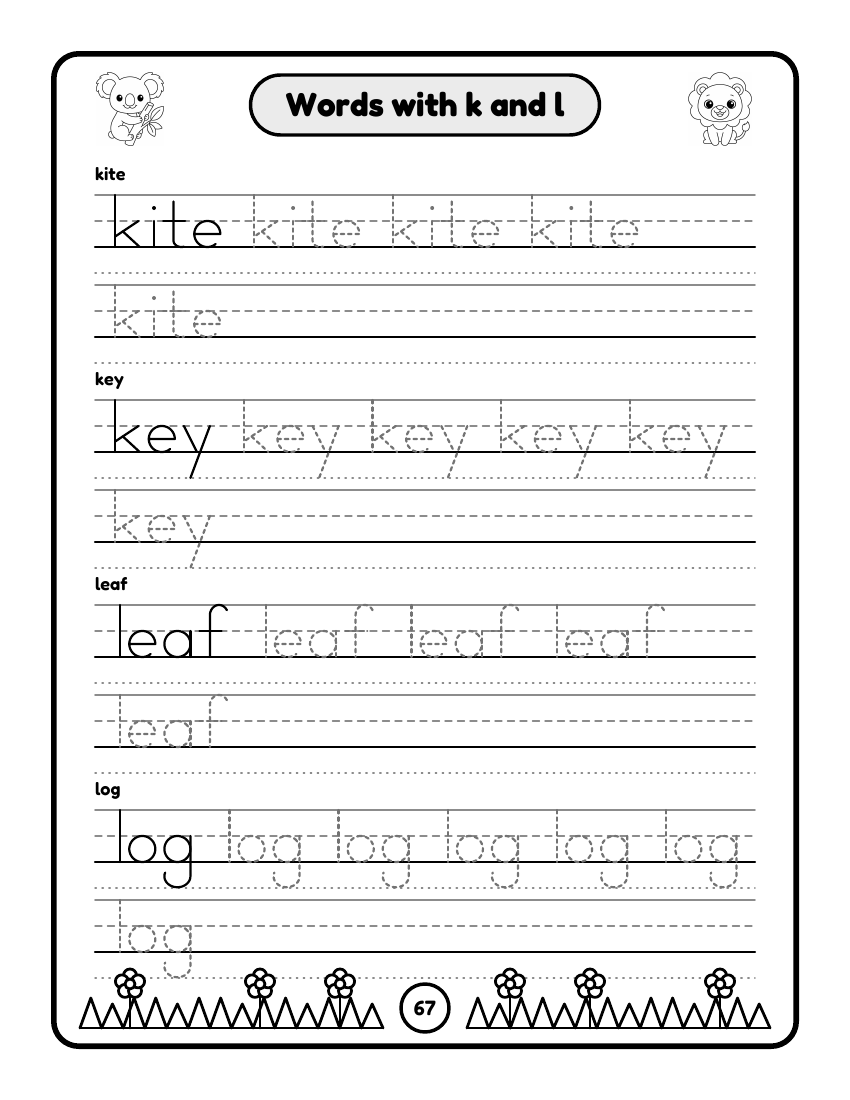 Words with k and l
kite
kite kite kite kite
kite
key
key key key key key
key
leaf
leaf leaf leaf leaf
leaf
log
log log log log log log
log
67